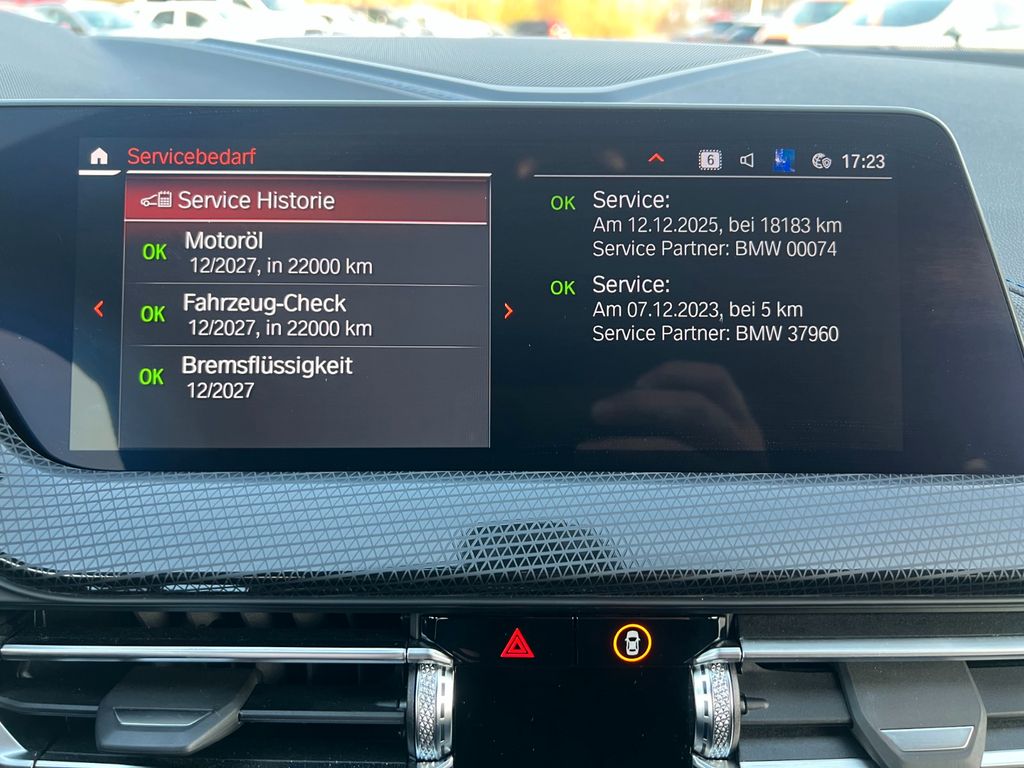 Servicebedarf
6
17:23
Service Historie
OK Motoröl
12/2027, in 22000 km
OK Fahrzeug-Check
12/2027, in 22000 km
OK Bremsflüssigkeit
12/2027
OK Service:
Am 12.12.2025, bei 18183 km
Service Partner: BMW 00074
OK Service:
Am 07.12.2023, bei 5 km
Service Partner: BMW 37960